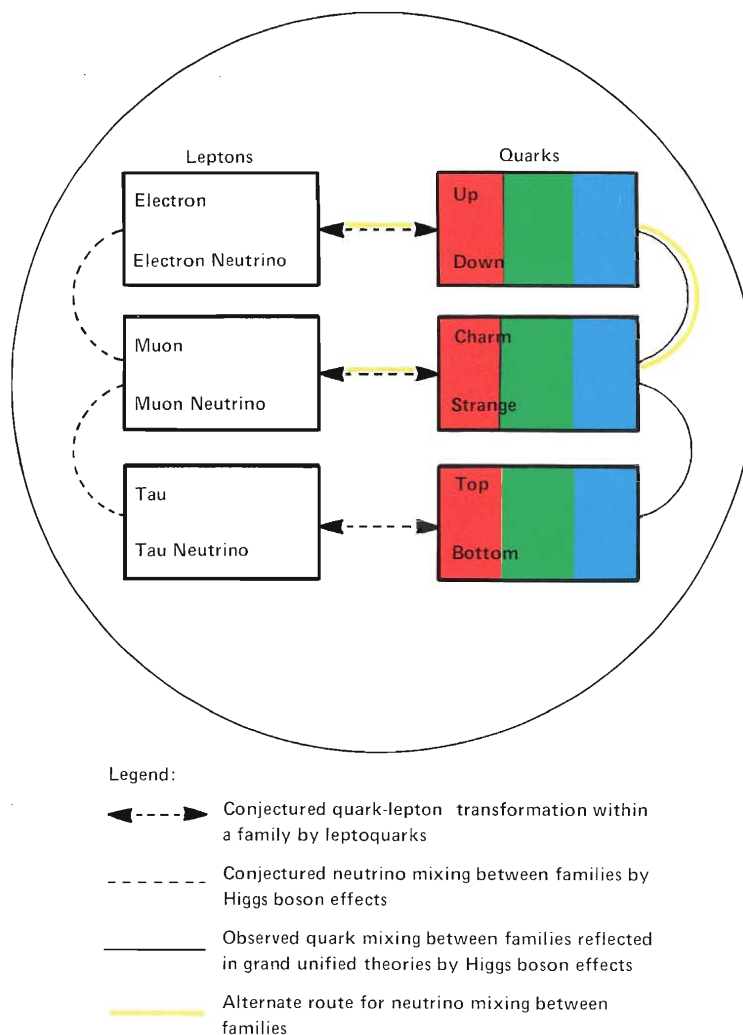 Leptons
Quarks
Electron
Electron Neutrino
Up
Down
Muon
Muon Neutrino
Charm
Strange
Tau
Tau Neutrino
Top
Bottom
Legend:
Conjectured quark-lepton transformation within
a family by leptoquarks
Conjectured neutrino mixing between families by
Higgs boson effects
Observed quark mixing between families reflected
in grand unified theories by Higgs boson effects
Alternate route for neutrino mixing between
families